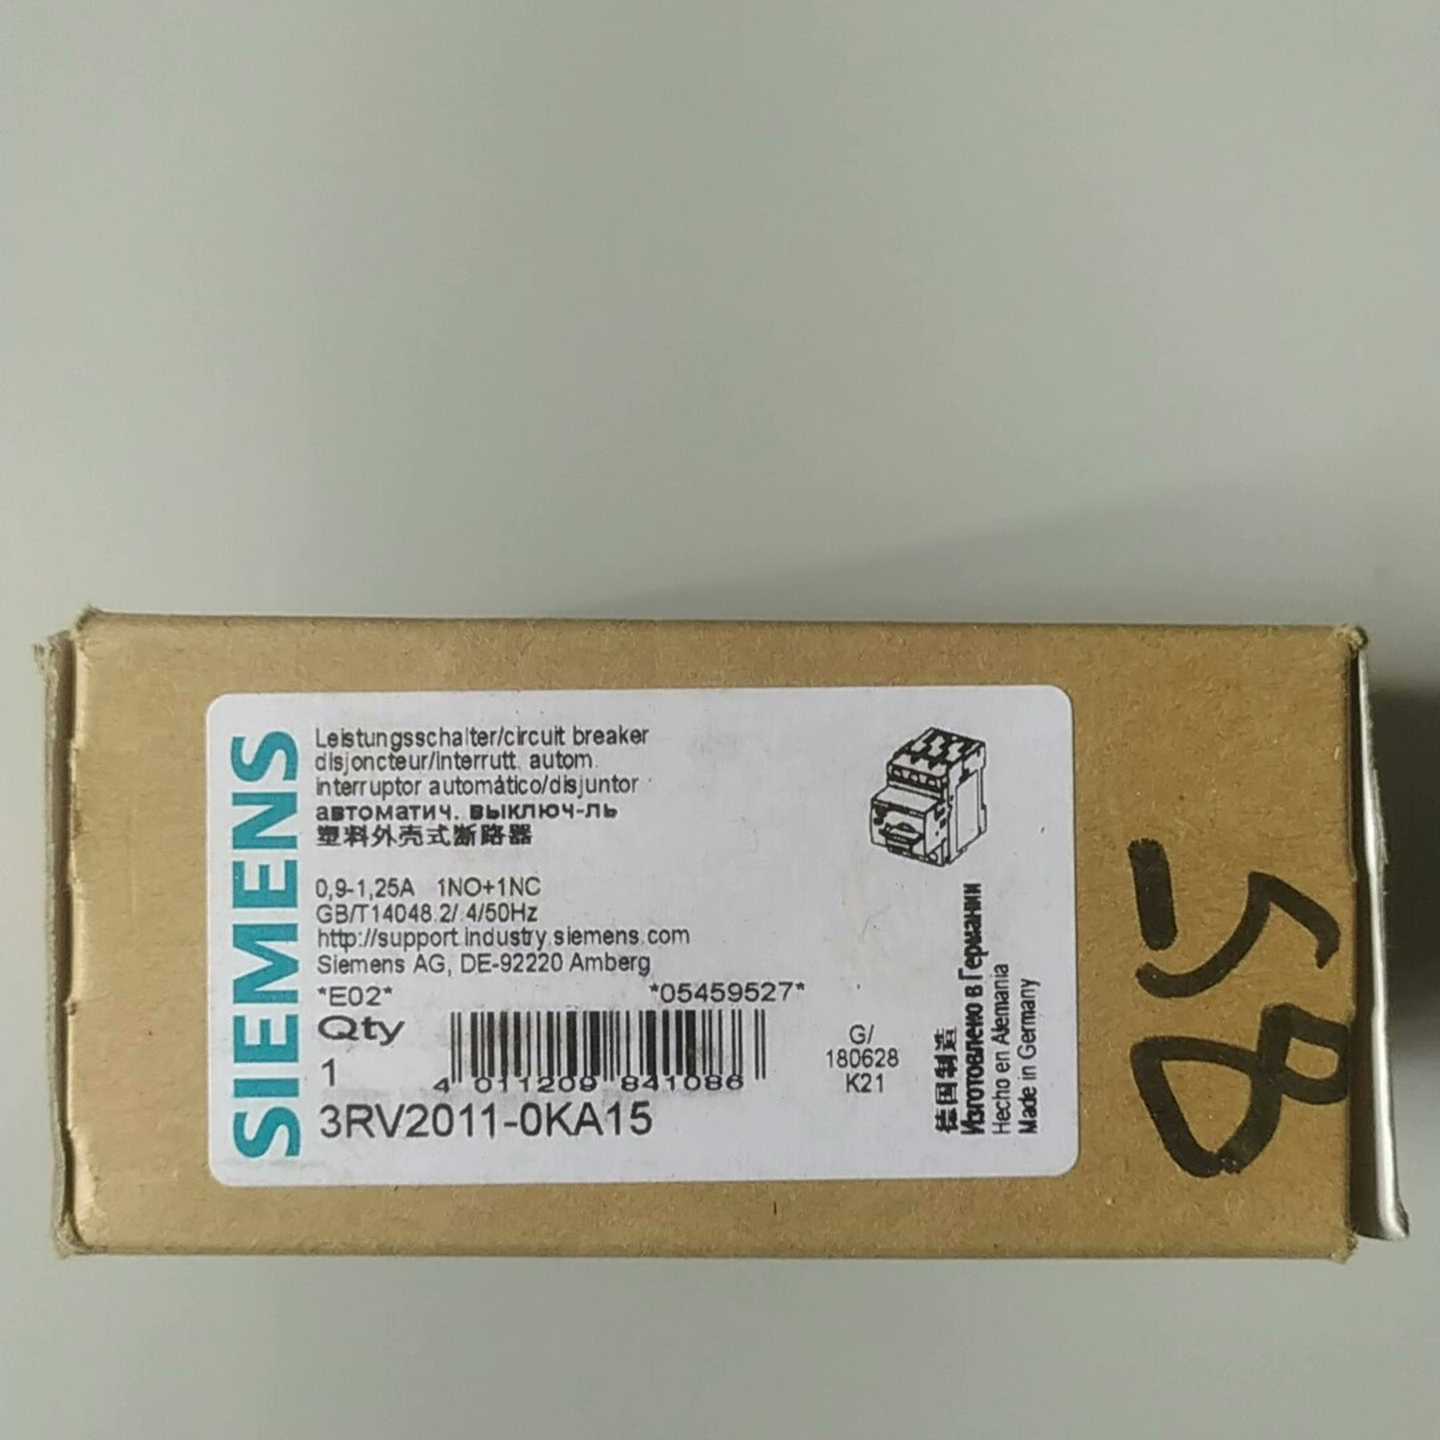 SIEMENS
Leistungsschalter/circuit breaker
disjoncteur/interrutt. autom.
interruptor automático/disjuntor
автоматич. выключ-ль
塑料外壳式断路器
0,9-1,25A 1NO+1NC
GB/T14048.2/.4/50Hz
http://support.industry.siemens.com
Siemens AG, DE-92220 Amberg
*E02* *05459527*
Qty
1
4 011209 841086
3RV2011-0KA15
G/
180628
K21
德国制造
Изготовлено в Германии
Hecho en Alemania
Made in Germany
58